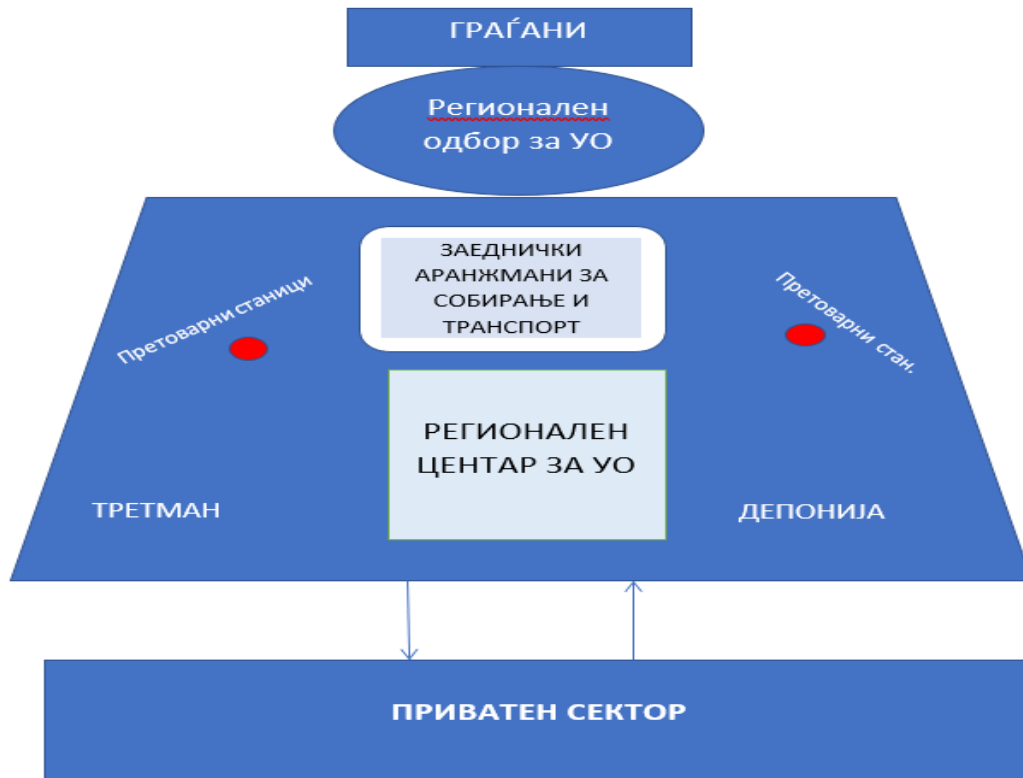 ГРАЃАНИ
Регионален
одбор за УО
ЗАЕДНИЧКИ
АРАНЖМАНИ ЗА
СОБИРАЊЕ И
ТРАНСПОРТ
Претоварни станици
Претоварни стан.
РЕГИОНАЛЕН
ЦЕНТАР ЗА УО
ТРЕТМАН
ДЕПОНИЈА
ПРИВАТЕН СЕКТОР